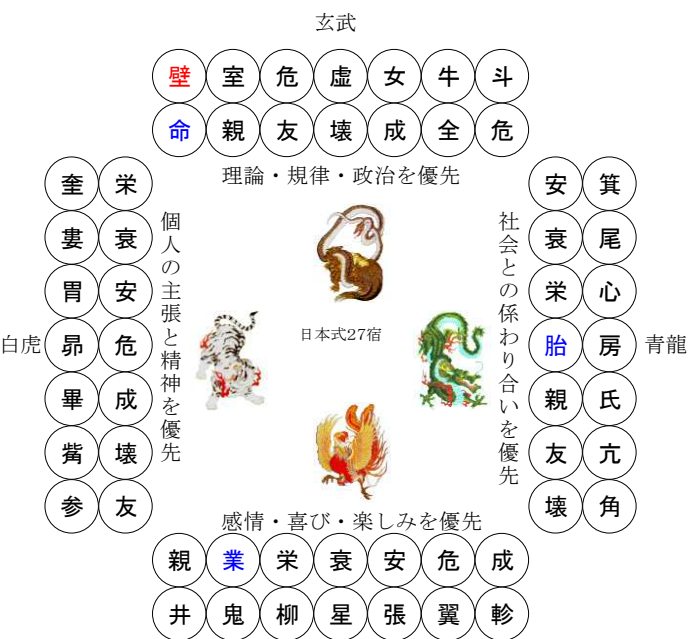 玄武
壁 室 危 虚 女 牛 斗
命 親 友 壊 成 全 危
理論・規律・政治を優先
奎 栄
婁 衰
胃 安
昴 危
畢 成
觜 壊
参 友
白虎
個人の主張と精神を優先
日本式27宿
社会との係わり合いを優先
安 箕
衰 尾
栄 心
胎 房
親 氐
友 亢
壊 角
青龍
感情・喜び・楽しみを優先
親 業 栄 衰 安 危 成
井 鬼 柳 星 張 翼 軫